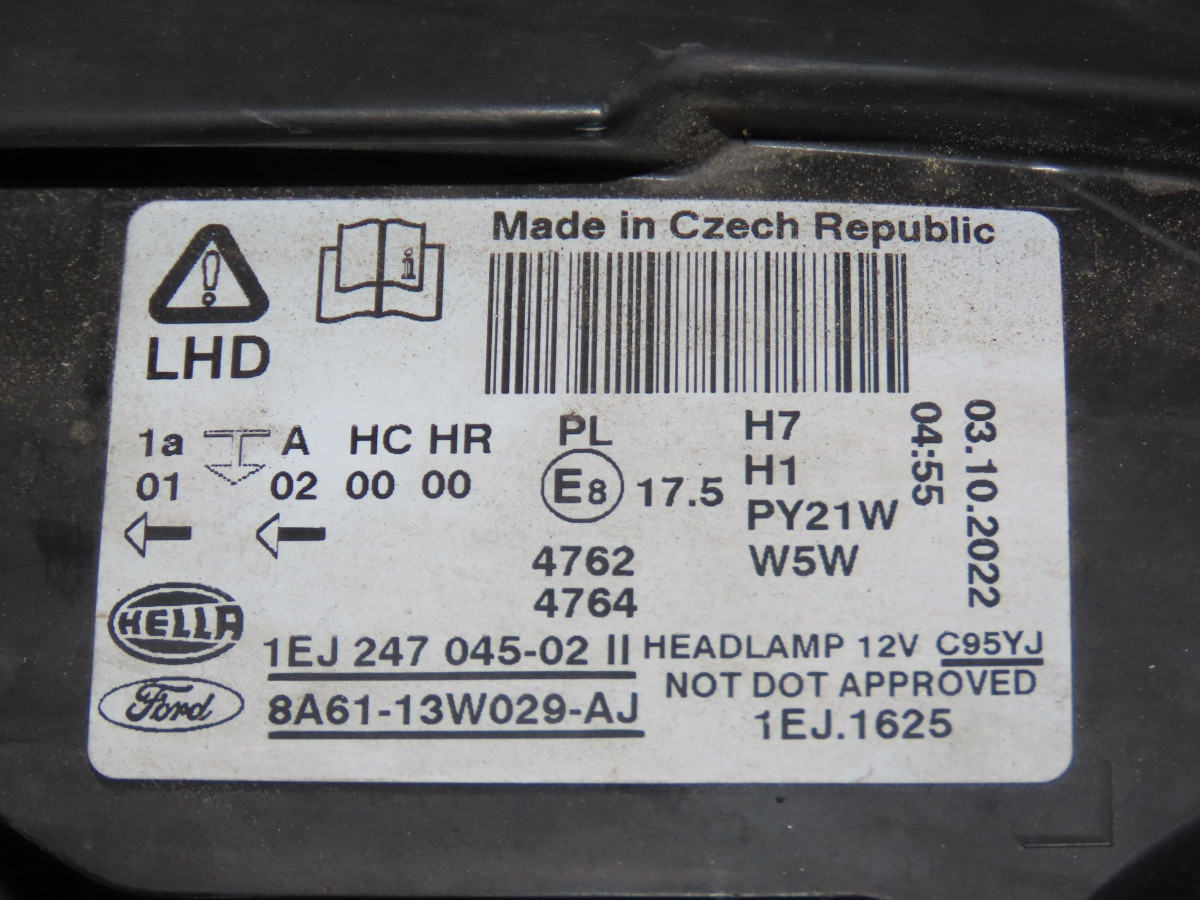 Made in Czech Republic
LHD
1a A HC HR
01 02 00 00
PL
E8 17.5
4762
4764
H7
H1
PY21W
W5W
04:55
03.10.2022
HELLA
1EJ 247 045-02 II
HEADLAMP 12V C95YJ
NOT DOT APPROVED
Ford
8A61-13W029-AJ
1EJ.1625